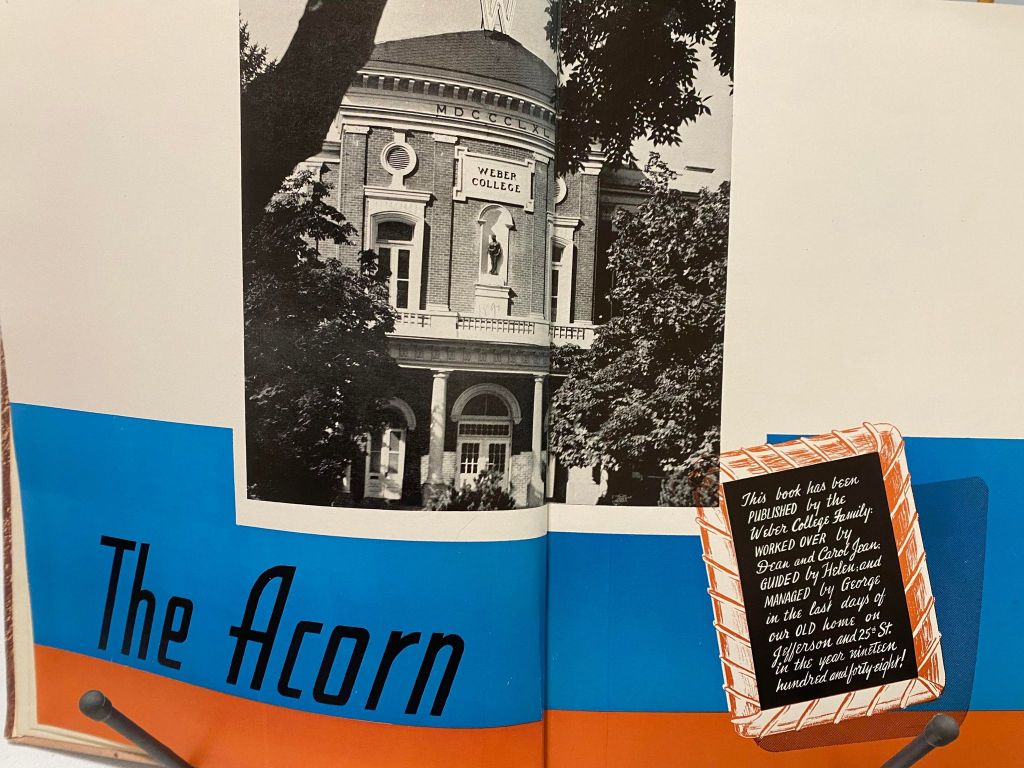 W
MDCCCLXL
WEBER
COLLEGE
The Acorn
This book has been
PUBLISHED by the
Weber College Family:
WORKED OVER by
Dean and Carol Jean;
GUIDED by Helen; and
MANAGED by George
in the last days of
our OLD home on
Jefferson and 25th St.
in the year nineteen
hundred and forty-eight!